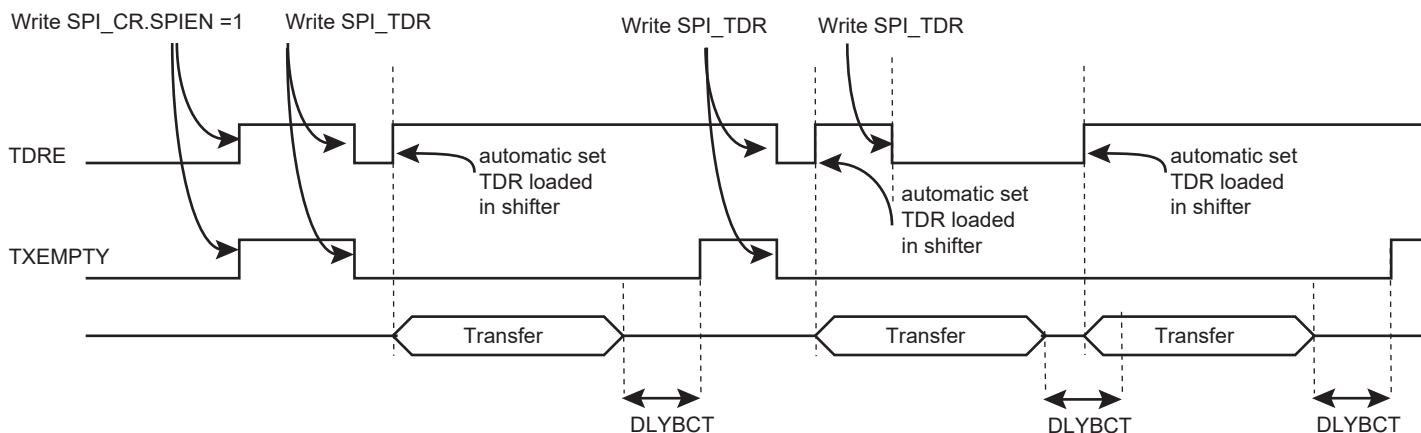 Write SPI_CR.SPIEN =1
Write SPI_TDR
Write SPI_TDR
Write SPI_TDR
TDRE
automatic set
TDR loaded
in shifter
automatic set
TDR loaded
in shifter
automatic set
TDR loaded
in shifter
TXEMPTY
Transfer
Transfer
Transfer
DLYBCT
DLYBCT
DLYBCT